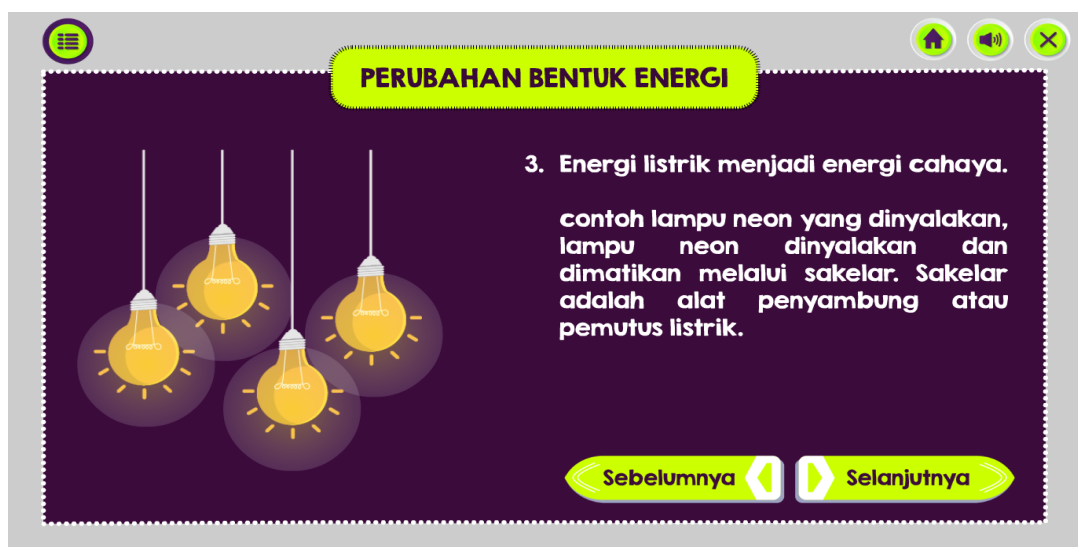 PERUBAHAN BENTUK ENERGI
3. Energi listrik menjadi energi cahaya.
contoh lampu neon yang dinyalakan,
lampu neon dinyalakan dan
dimatikan melalui sakelar. Sakelar
adalah alat penyambung atau
pemutus listrik.
Sebelumnya
Selanjutnya